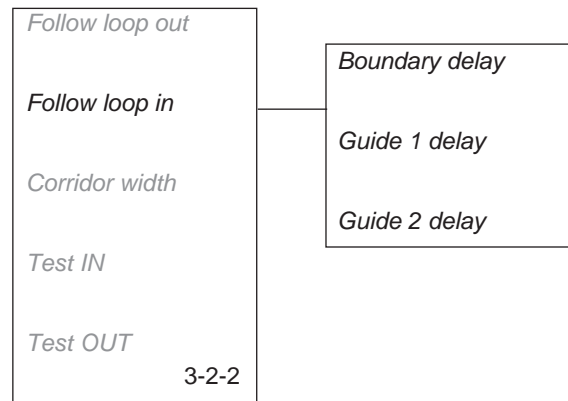 Follow loop out
Follow loop in
Corridor width
Test IN
Test OUT
3-2-2
Boundary delay
Guide 1 delay
Guide 2 delay